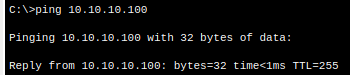 C:\>ping 10.10.10.100
Pinging 10.10.10.100 with 32 bytes of data:
Reply from 10.10.10.100: bytes=32 time<1ms TTL=255